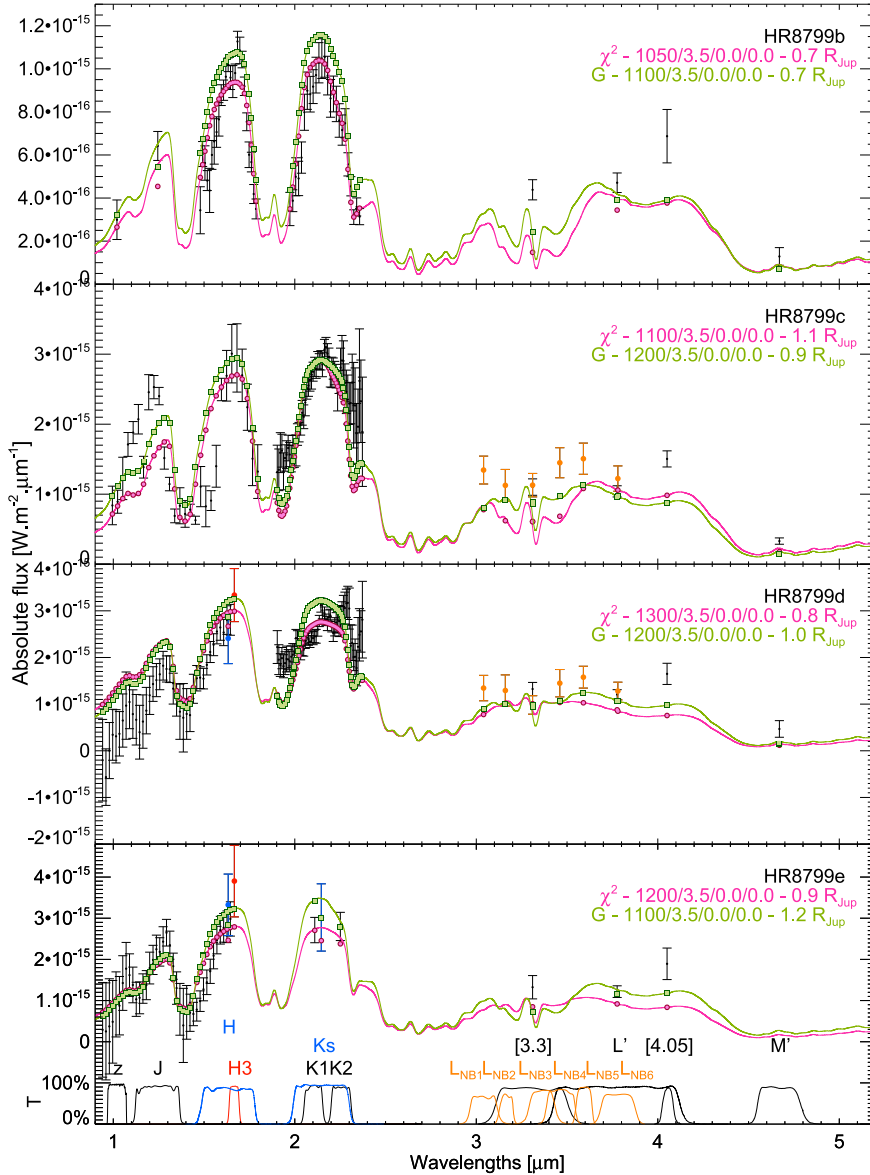 1.2•10⁻¹⁵
1.0•10⁻¹⁵
8.0•10⁻¹⁶
6.0•10⁻¹⁶
4.0•10⁻¹⁶
2.0•10⁻¹⁶
0
HR8799b
χ² - 1050/3.5/0.0/0.0 - 0.7 R_Jup
G - 1100/3.5/0.0/0.0 - 0.7 R_Jup
4•10⁻¹⁵
3•10⁻¹⁵
2•10⁻¹⁵
1•10⁻¹⁵
0
HR8799c
χ² - 1100/3.5/0.0/0.0 - 1.1 R_Jup
G - 1200/3.5/0.0/0.0 - 0.9 R_Jup
Absolute flux [W.m⁻².µm⁻¹]
4•10⁻¹⁵
3•10⁻¹⁵
2•10⁻¹⁵
1•10⁻¹⁵
0
-1•10⁻¹⁵
-2•10⁻¹⁵
HR8799d
χ² - 1300/3.5/0.0/0.0 - 0.8 R_Jup
G - 1200/3.5/0.0/0.0 - 1.0 R_Jup
4•10⁻¹⁵
3•10⁻¹⁵
2•10⁻¹⁵
1•10⁻¹⁵
0
HR8799e
χ² - 1200/3.5/0.0/0.0 - 0.9 R_Jup
G - 1100/3.5/0.0/0.0 - 1.2 R_Jup
H Ks [3.3] L' [4.05] M'
z J H3 K1K2 L_NB1 L_NB2 L_NB3 L_NB4 L_NB5 L_NB6
T
100%
0%
1 2 3 4 5
Wavelengths [µm]